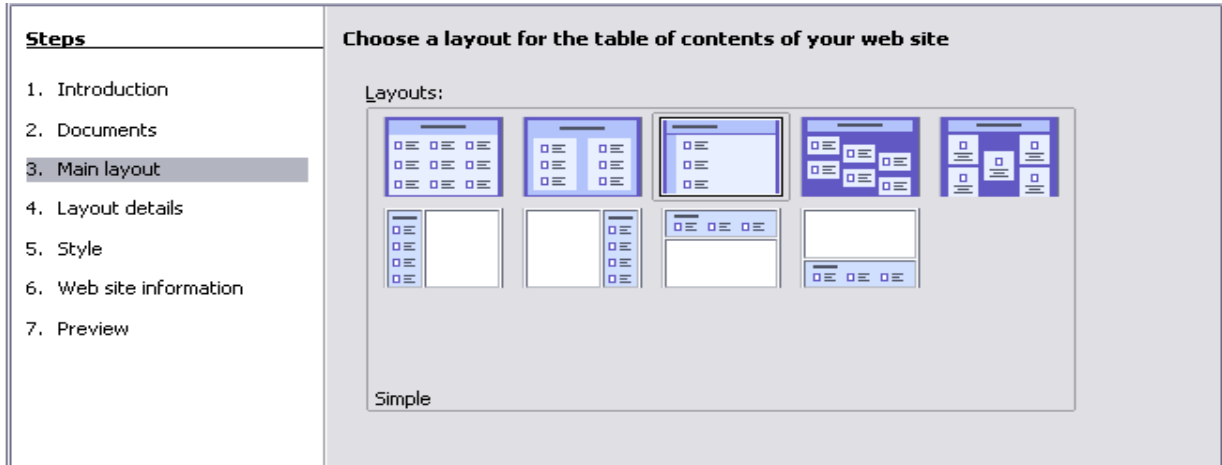 Steps
1. Introduction
2. Documents
3. Main layout
4. Layout details
5. Style
6. Web site information
7. Preview
Choose a layout for the table of contents of your web site
Layouts:
Simple